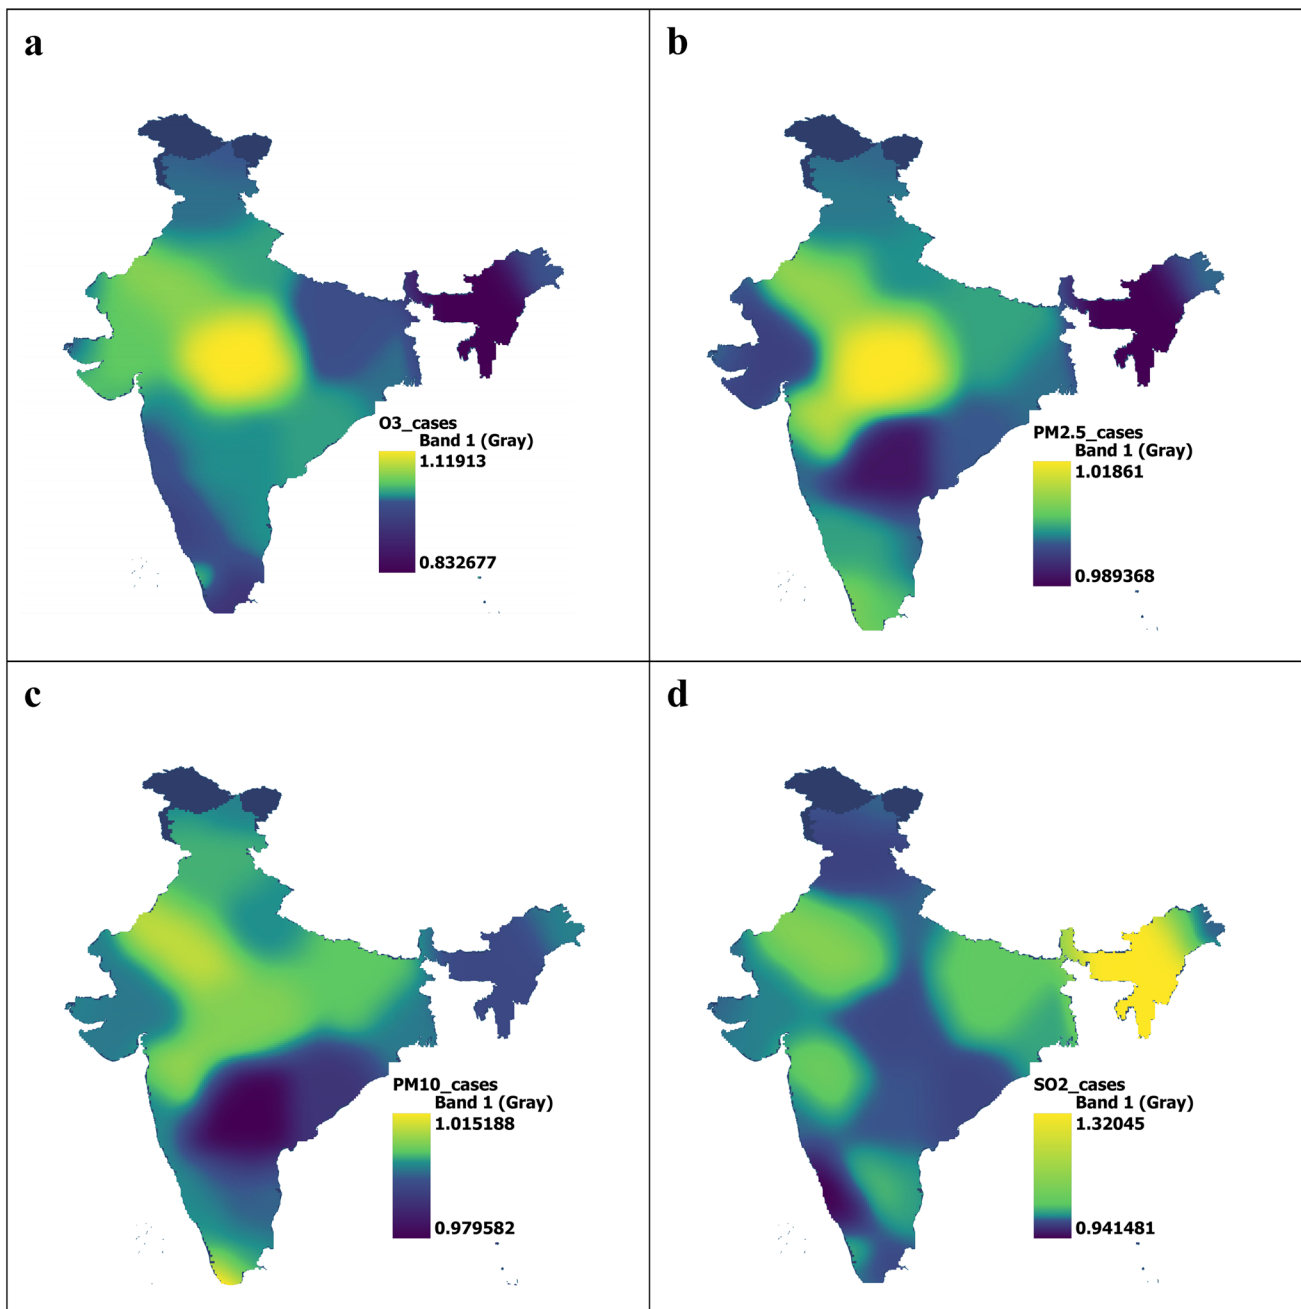 a
O3_cases
Band 1 (Gray)
1.11913
0.832677
b
PM2.5_cases
Band 1 (Gray)
1.01861
0.989368
c
PM10_cases
Band 1 (Gray)
1.015188
0.979582
d
SO2_cases
Band 1 (Gray)
1.32045
0.941481